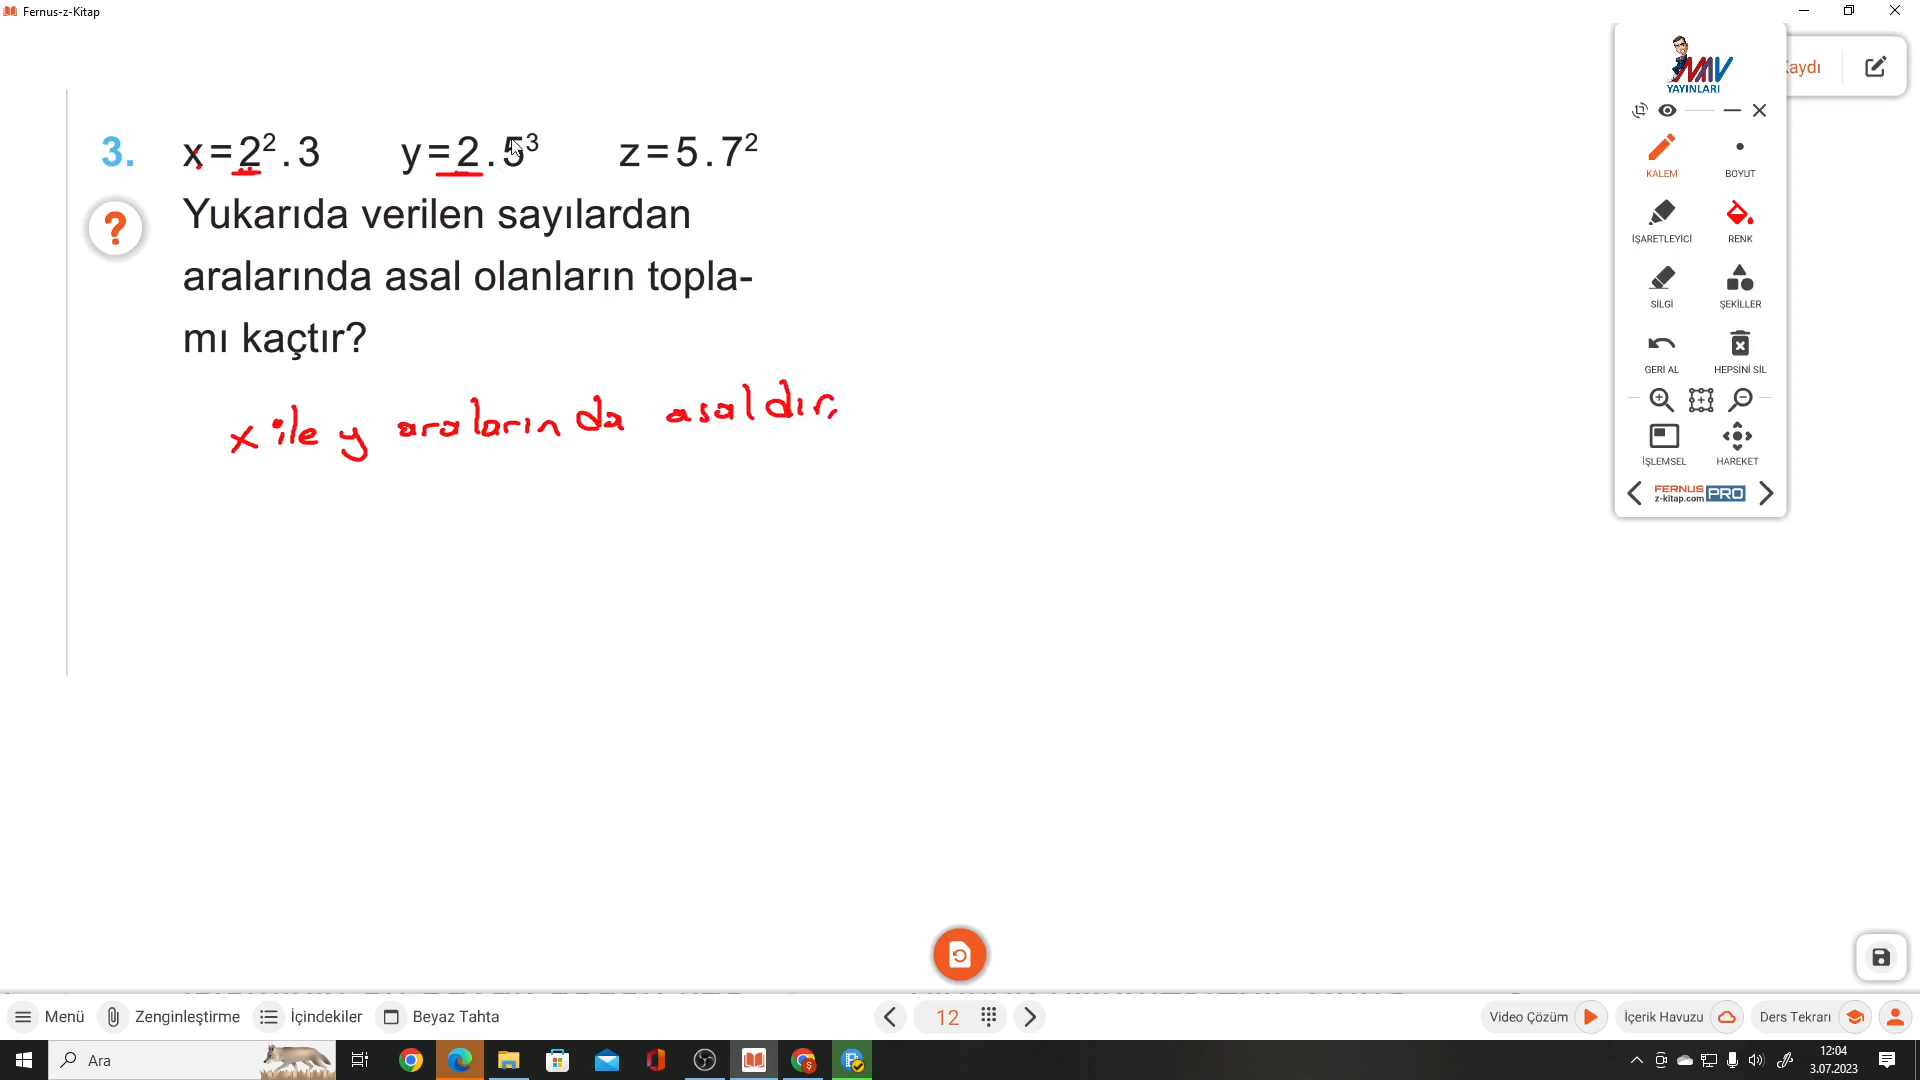 Fernus-z-Kitap
MAV
YAYINLARI
3. x=2².3 y=2.5³ z=5.7²
Yukarıda verilen sayılardan
aralarında asal olanların topla-
mı kaçtır?
x ile y aralarında asaldır,
KALEM BOYUT
İŞARETLEYİCİ RENK
SİLGİ ŞEKİLLER
GERİ AL HEPSİNİ SİL
İŞLEMSEL HAREKET
FERNUS PRO
z-kitap.com
Menü Zenginleştirme İçindekiler Beyaz Tahta 12 Video Çözüm İçerik Havuzu Ders Tekrarı
Ara 12:04
3.07.2023